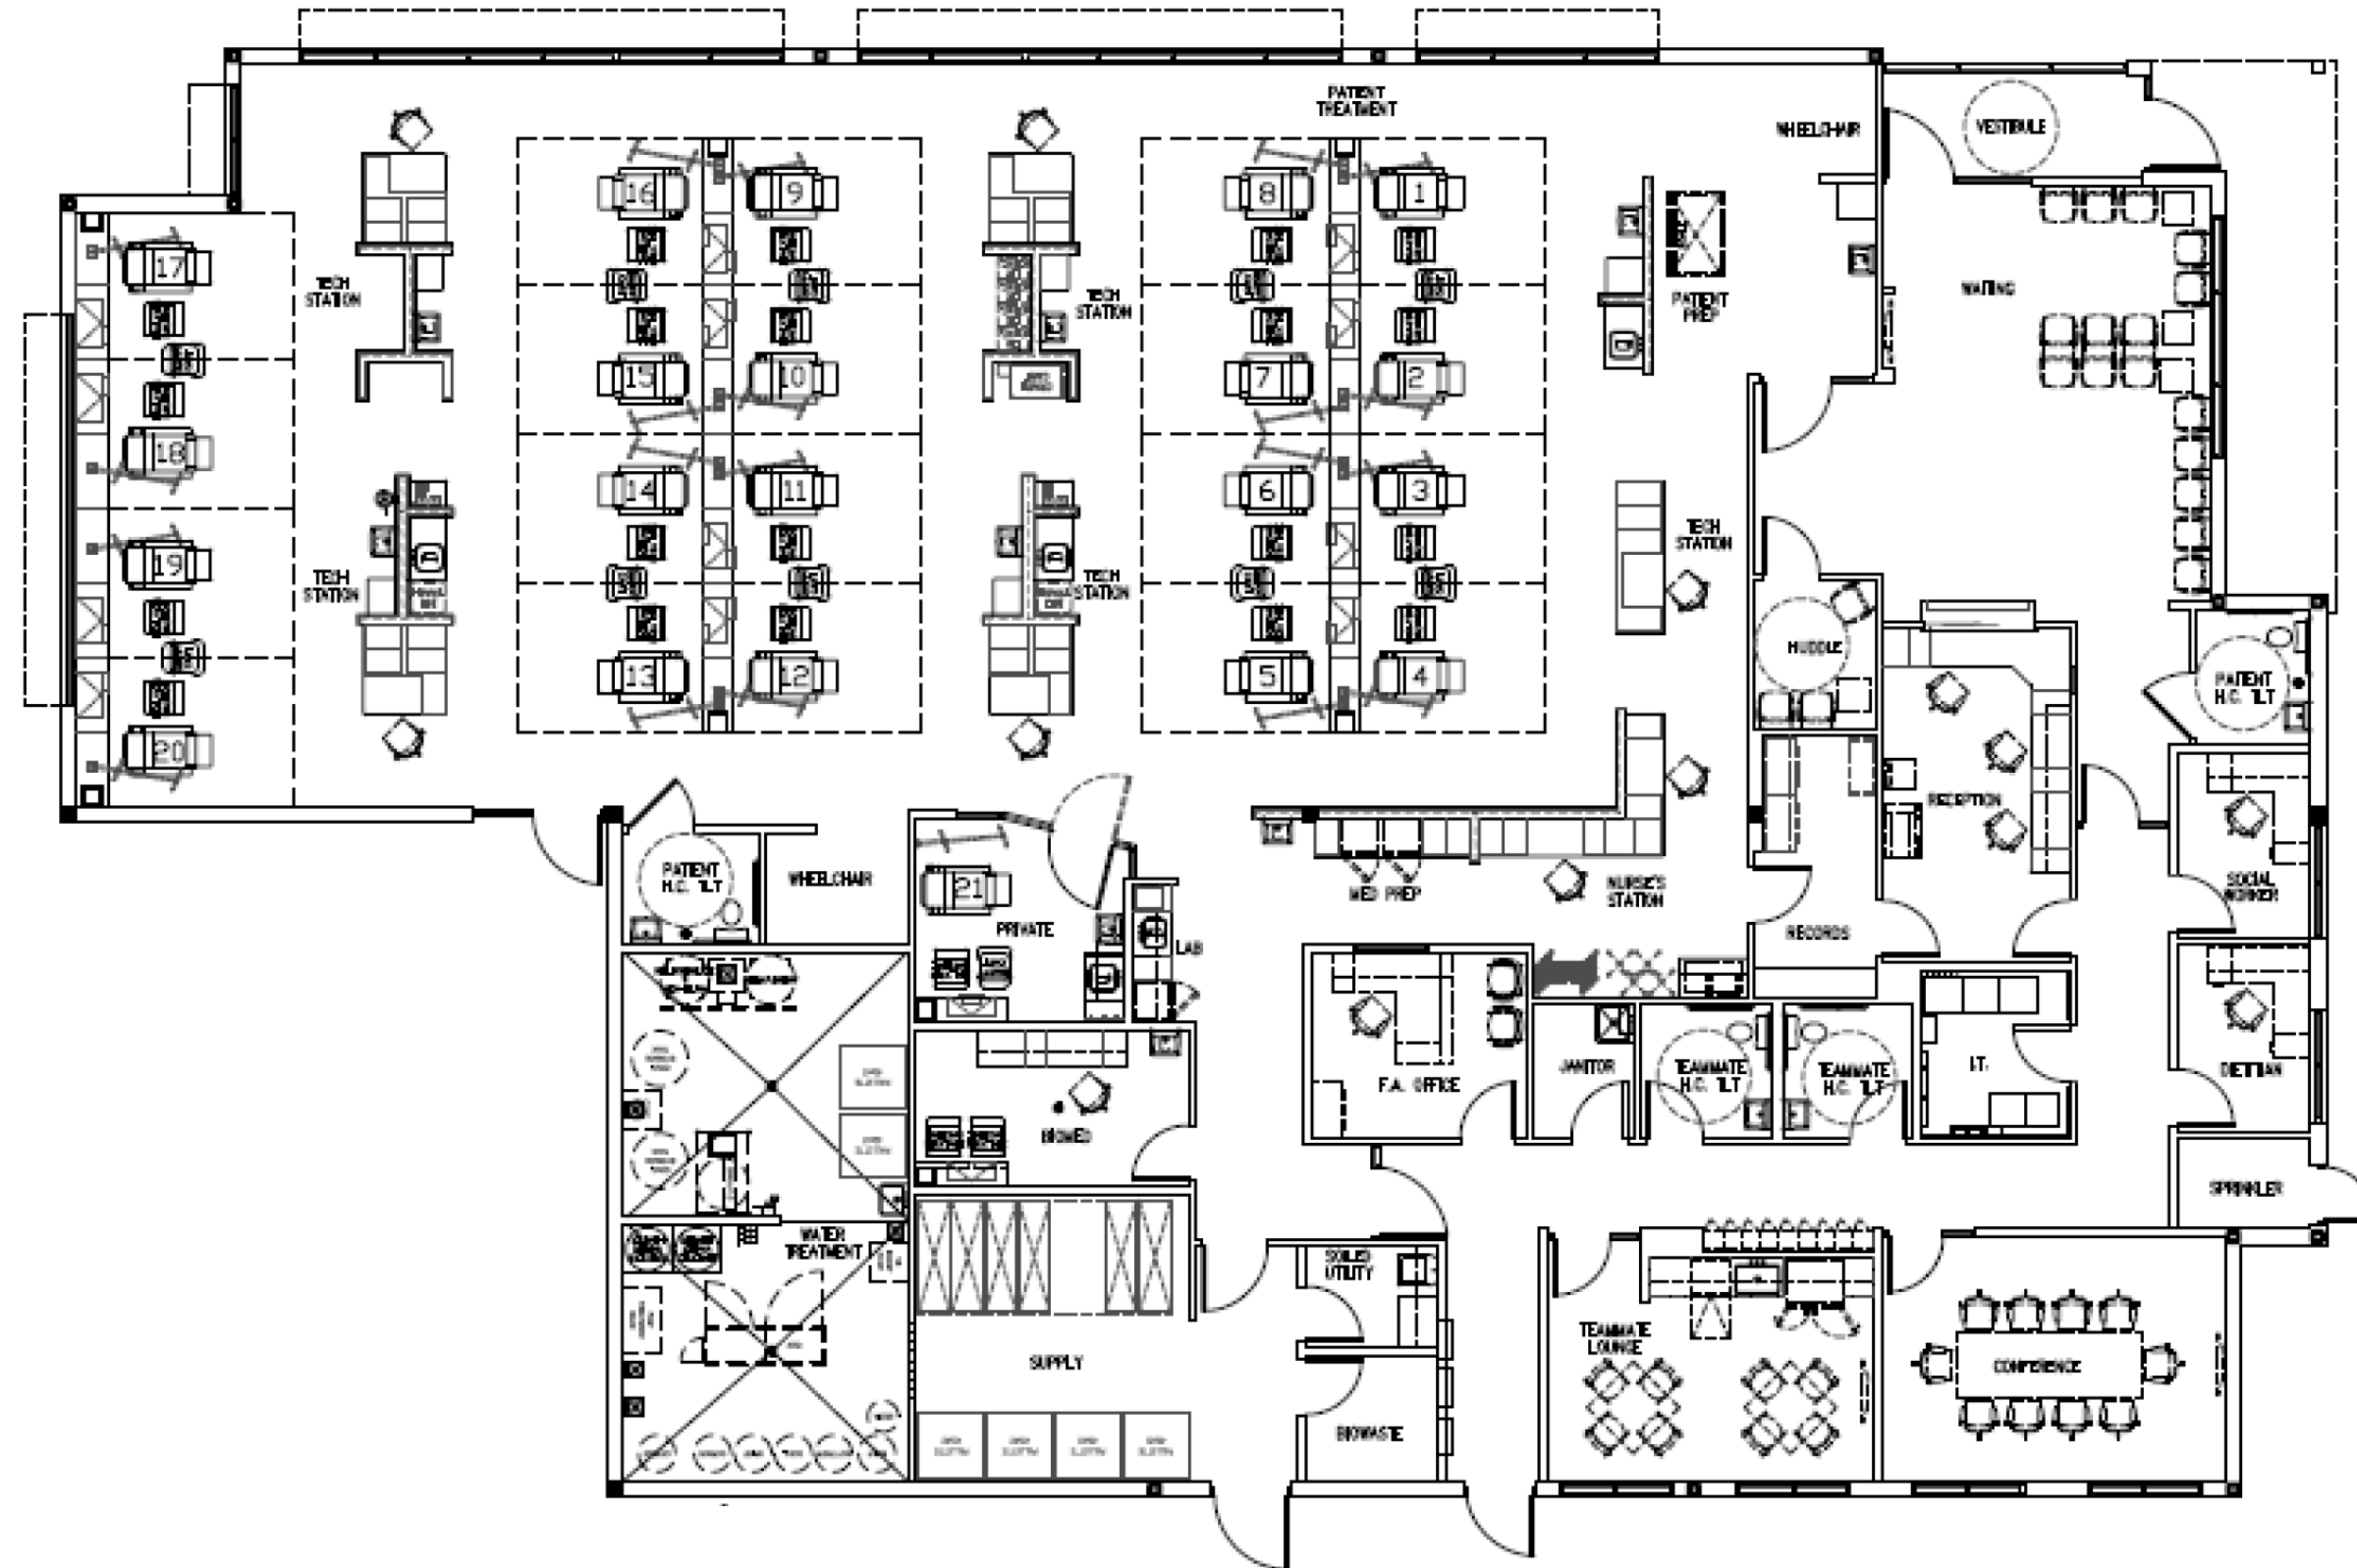 PATIENT
TREATMENT
WHEELCHAIR
VESTIBULE
16
9
8
1
17
TECH
STATION
TECH
STATION
PATIENT
PREP
WAITING
15
10
7
2
18
14
11
6
3
19
TECH
STATION
TECH
STATION
TECH
STATION
HUDDLE
13
12
5
4
PATIENT
H.C. TLT
20
RECEPTION
PATIENT
H.C. TLT
WHEELCHAIR
21
PRIVATE
LAB
MED PREP
NURSE'S
STATION
RECORDS
SOCIAL
WORKER
BIOMED
F.A. OFFICE
JANITOR
TEAMMATE
H.C. TLT
TEAMMATE
H.C. TLT
I.T.
DIETITIAN
SPRINKLER
WATER
TREATMENT
SUPPLY
SOILED
UTILITY
BIOWASTE
TEAMMATE
LOUNGE
CONFERENCE